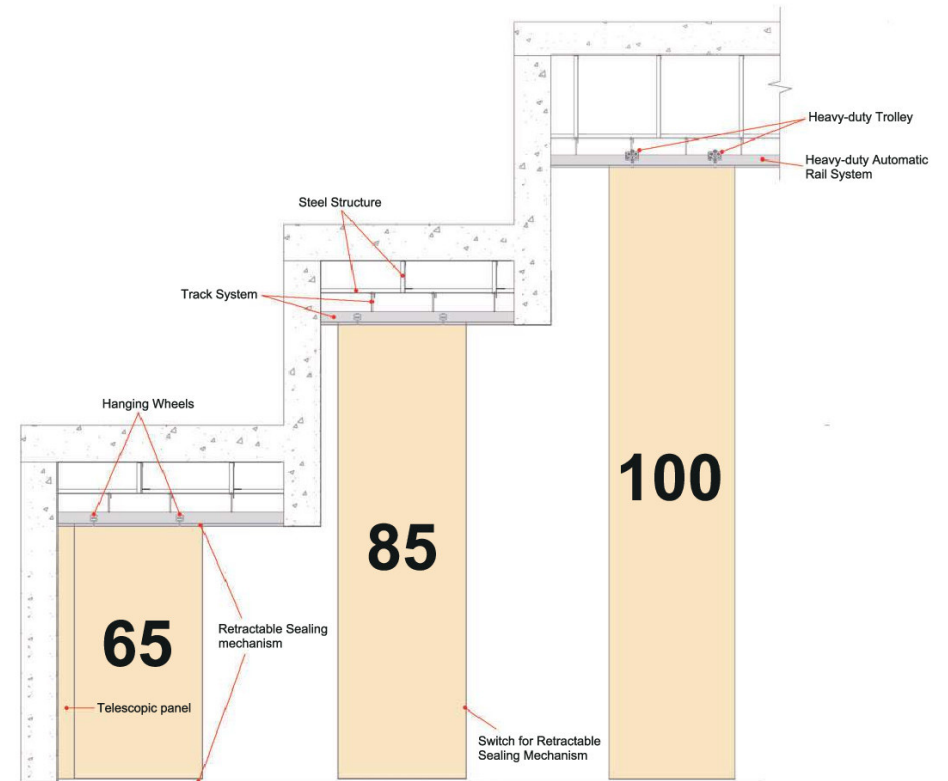 Heavy-duty Trolley
Heavy-duty Automatic
Rail System
Steel Structure
Track System
Hanging Wheels
100
85
65
Retractable Sealing
mechanism
Telescopic panel
Switch for Retractable
Sealing Mechanism